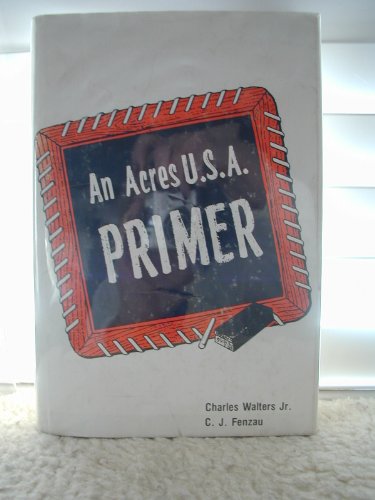 An Acres U.S.A.
PRIMER
Charles Walters Jr.
C. J. Fenzau